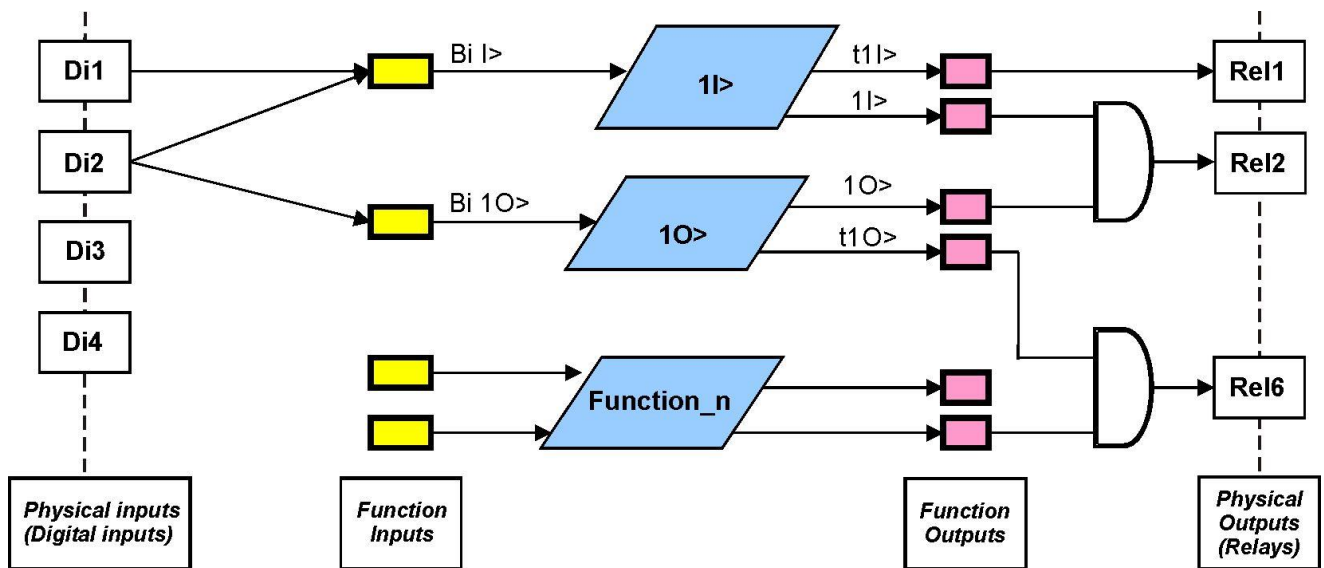 Di1
Bi I>
1I>
t1I>
1I>
Rel1
Di2
Rel2
Bi 1O>
1O>
1O>
t1O>
Di3
Di4
Function_n
Rel6
Physical inputs
(Digital inputs)
Function
Inputs
Function
Outputs
Physical
Outputs
(Relays)